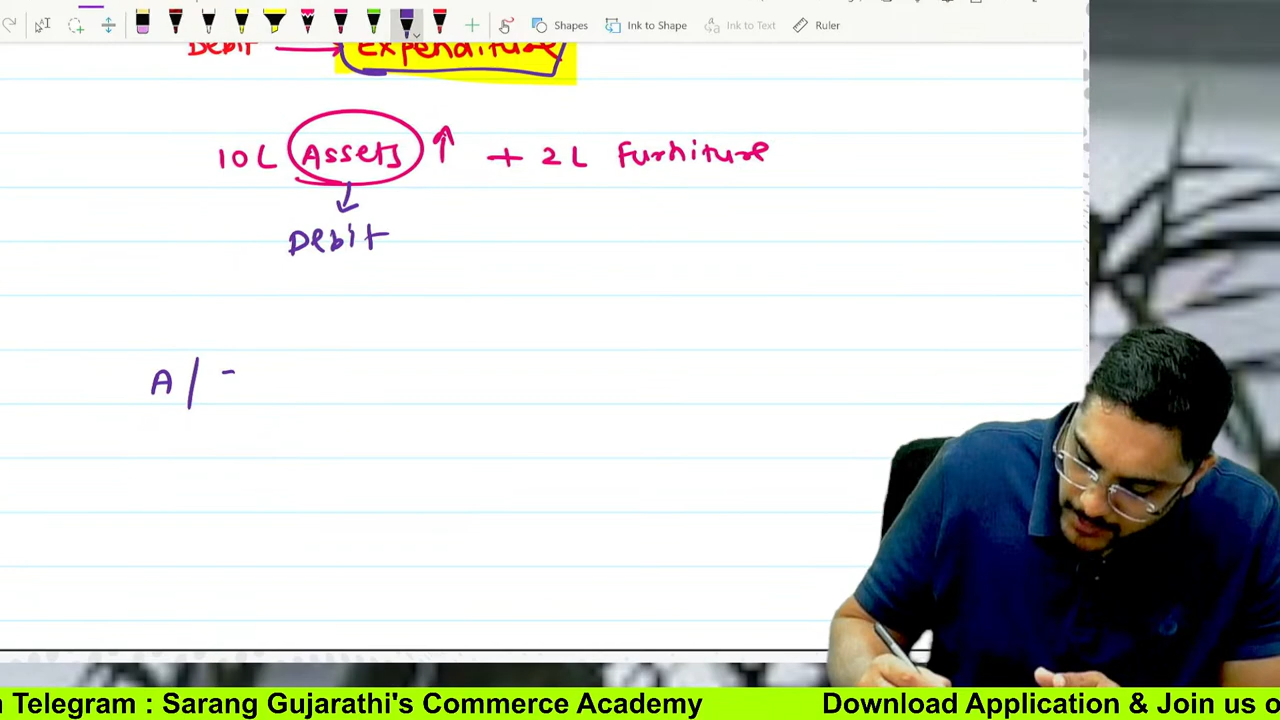 Shapes Ink to Shape Ink to Text Ruler
Debit → Expenditure
10L Assets ↑ + 2L Furniture
↓
Debit
A / -
n Telegram : Sarang Gujarathi's Commerce Academy Download Application & Join us o